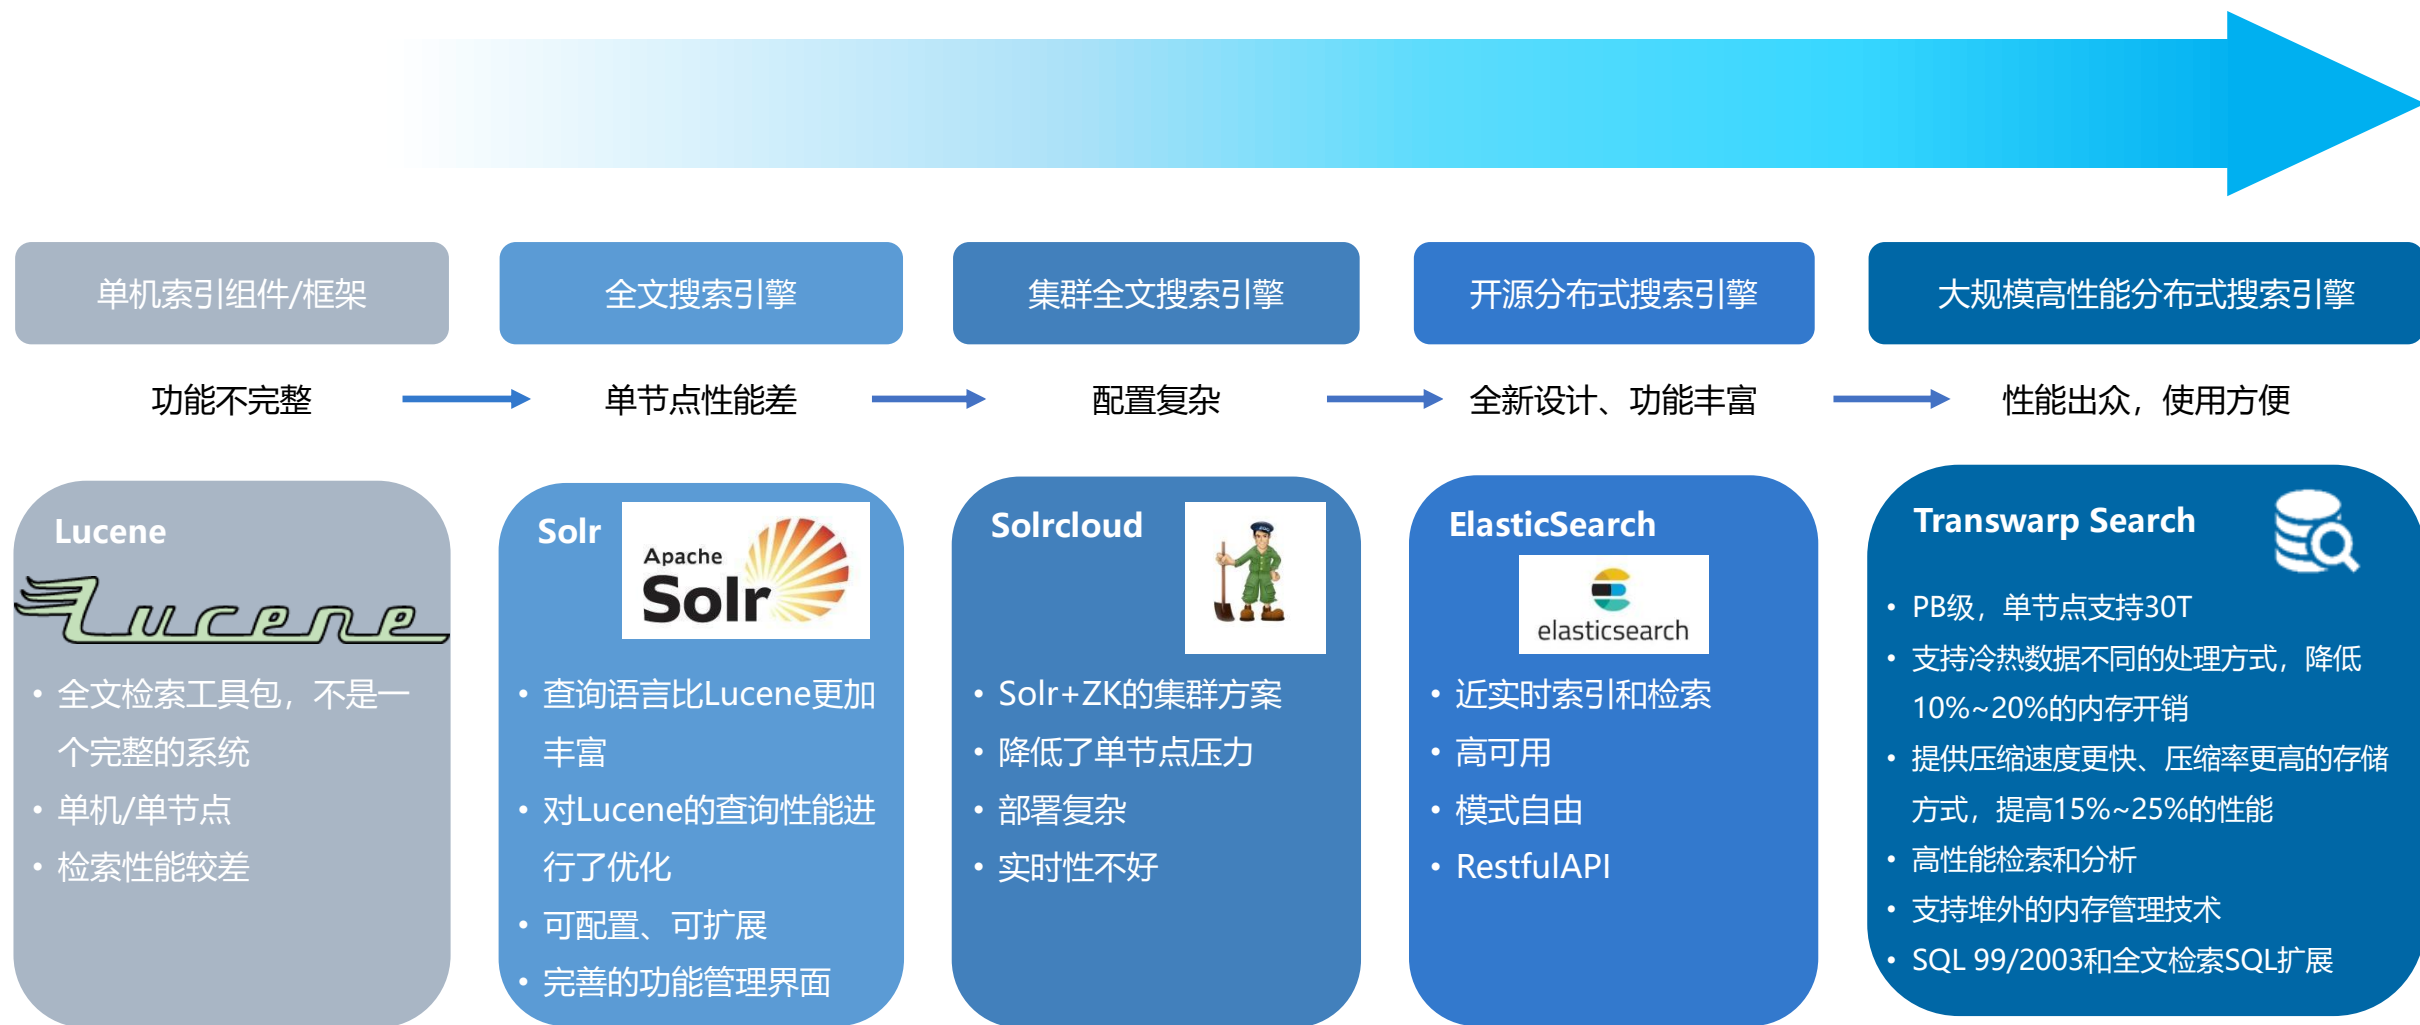 单机索引组件/框架
全文搜索引擎
集群全文搜索引擎
开源分布式搜索引擎
大规模高性能分布式搜索引擎
功能不完整
单节点性能差
配置复杂
全新设计、功能丰富
性能出众，使用方便
Lucene
Lucene
• 全文检索工具包，不是一
个完整的系统
• 单机/单节点
• 检索性能较差
Solr
Apache
Solr
• 查询语言比Lucene更加
丰富
• 对Lucene的查询性能进
行了优化
• 可配置、可扩展
• 完善的功能管理界面
Solrcloud
• Solr+ZK的集群方案
• 降低了单节点压力
• 部署复杂
• 实时性不好
ElasticSearch
elasticsearch
• 近实时索引和检索
• 高可用
• 模式自由
• RestfulAPI
Transwarp Search
• PB级，单节点支持30T
• 支持冷热数据不同的处理方式，降低
10%~20%的内存开销
• 提供压缩速度更快、压缩率更高的存储
方式，提高15%~25%的性能
• 高性能检索和分析
• 支持堆外的内存管理技术
• SQL 99/2003和全文检索SQL扩展